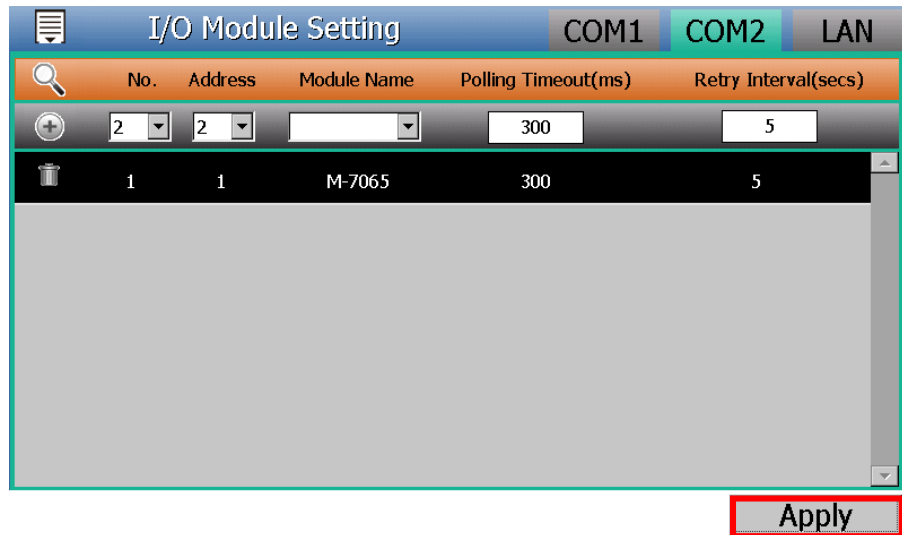 I/O Module Setting COM1 COM2 LAN
No. Address Module Name Polling Timeout(ms) Retry Interval(secs)
2 2 300 5
1 1 M-7065 300 5
Apply